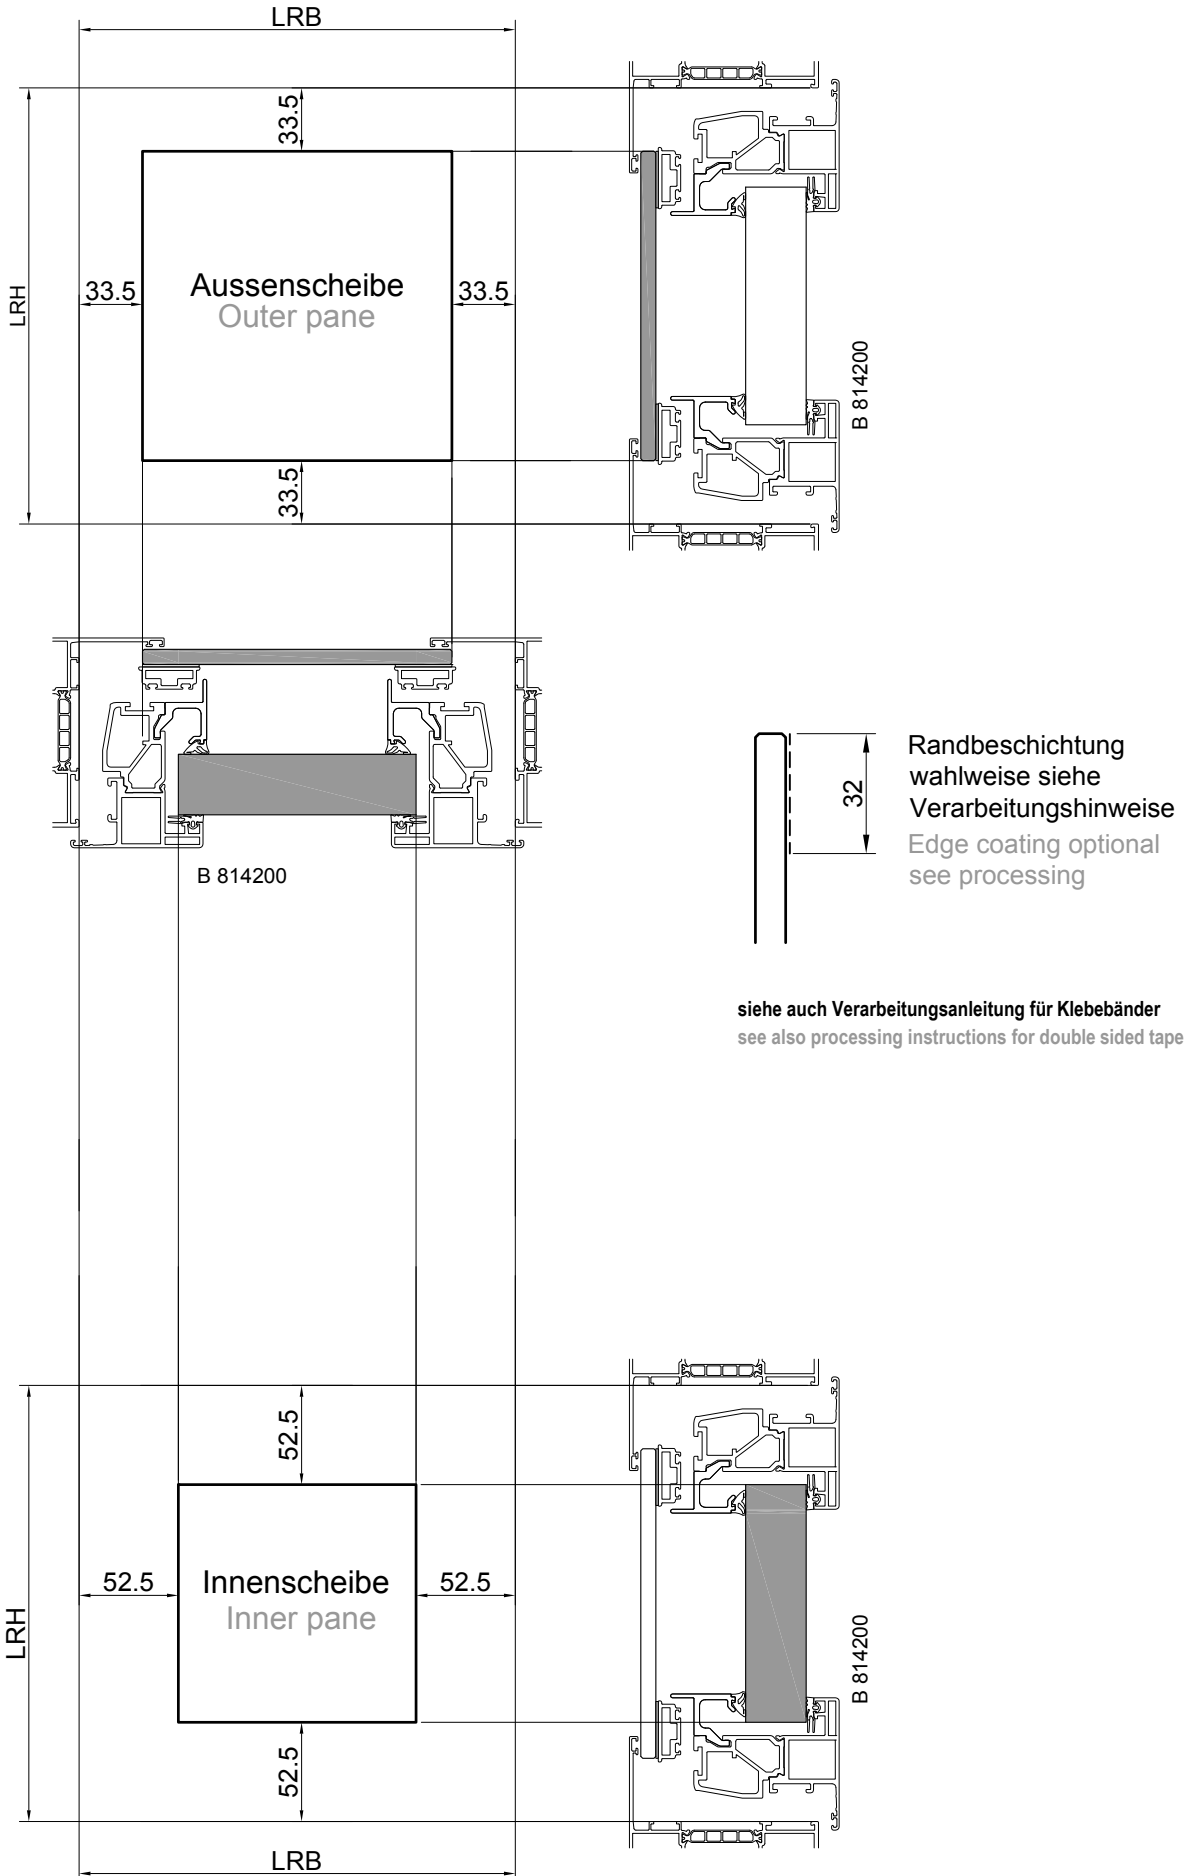 LRB
33.5
LRH
33.5
Aussenscheibe
33.5
Outer pane
B 814200
33.5
B 814200
32
Randbeschichtung
wahlweise siehe
Verarbeitungshinweise
Edge coating optional
see processing
siehe auch Verarbeitungsanleitung für Klebebänder
see also processing instructions for double sided tape
52.5
52.5
Innenscheibe
52.5
Inner pane
LRH
B 814200
52.5
LRB